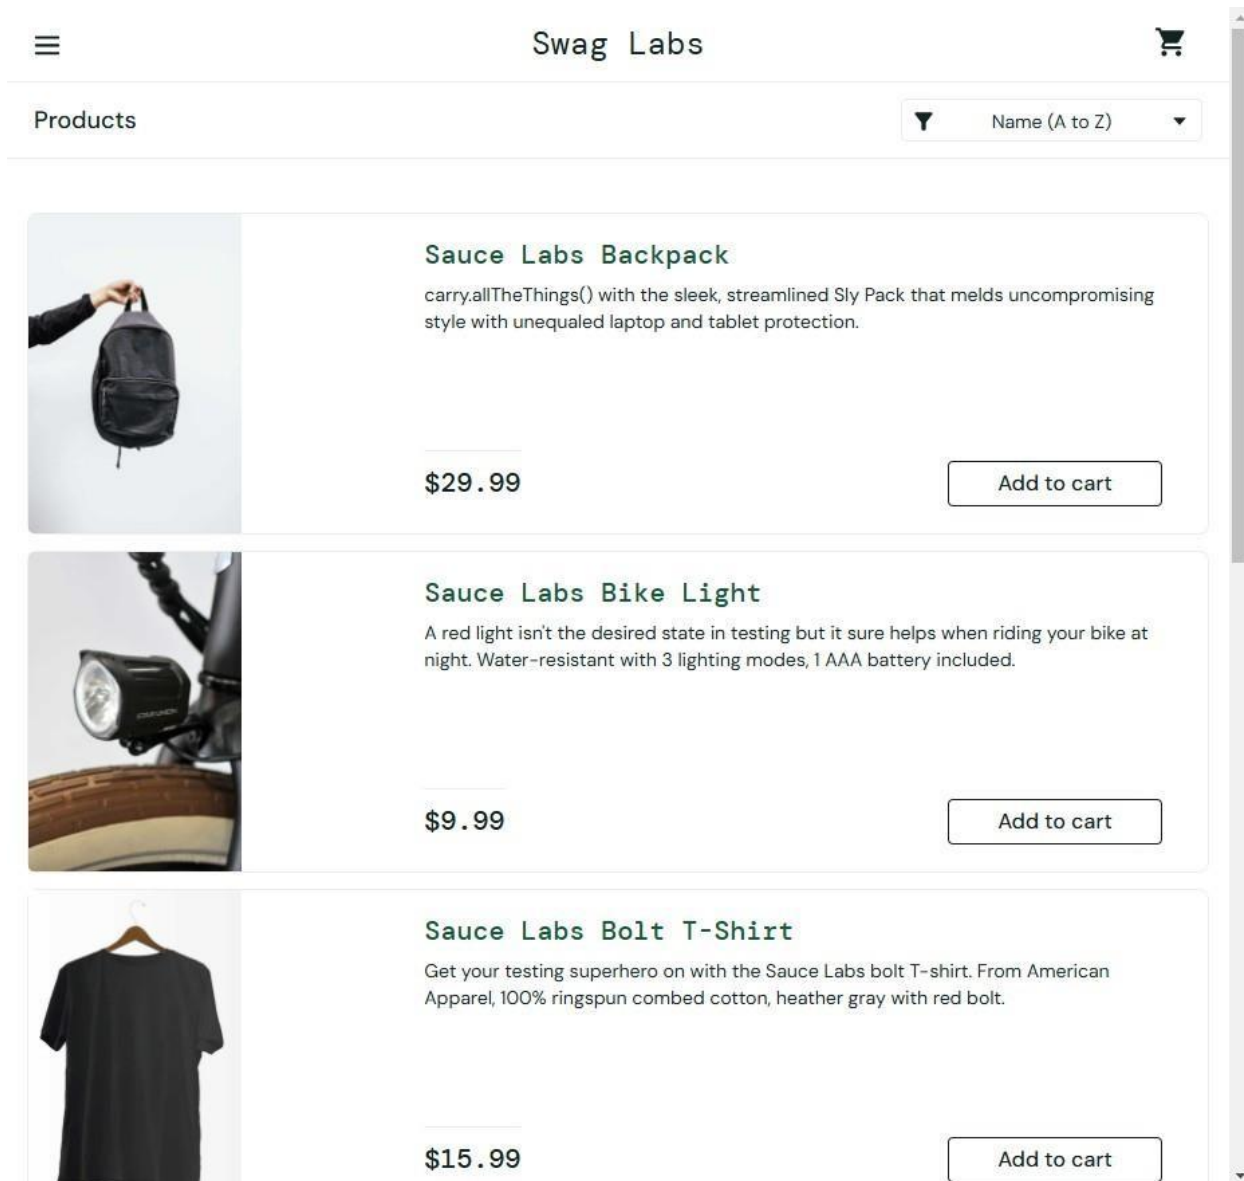 Swag Labs
Products
Name (A to Z)
Sauce Labs Backpack
carry.allTheThings() with the sleek, streamlined Sly Pack that melds uncompromising
style with unequaled laptop and tablet protection.
$29.99
Add to cart
Sauce Labs Bike Light
A red light isn't the desired state in testing but it sure helps when riding your bike at
night. Water-resistant with 3 lighting modes, 1 AAA battery included.
$9.99
Add to cart
Sauce Labs Bolt T-Shirt
Get your testing superhero on with the Sauce Labs bolt T-shirt. From American
Apparel, 100% ringspun combed cotton, heather gray with red bolt.
$15.99
Add to cart